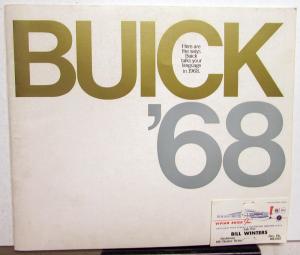 BUICK
Here are
the ways
Buick
talks your
language
in 1968.
'68
BILL WINTERS